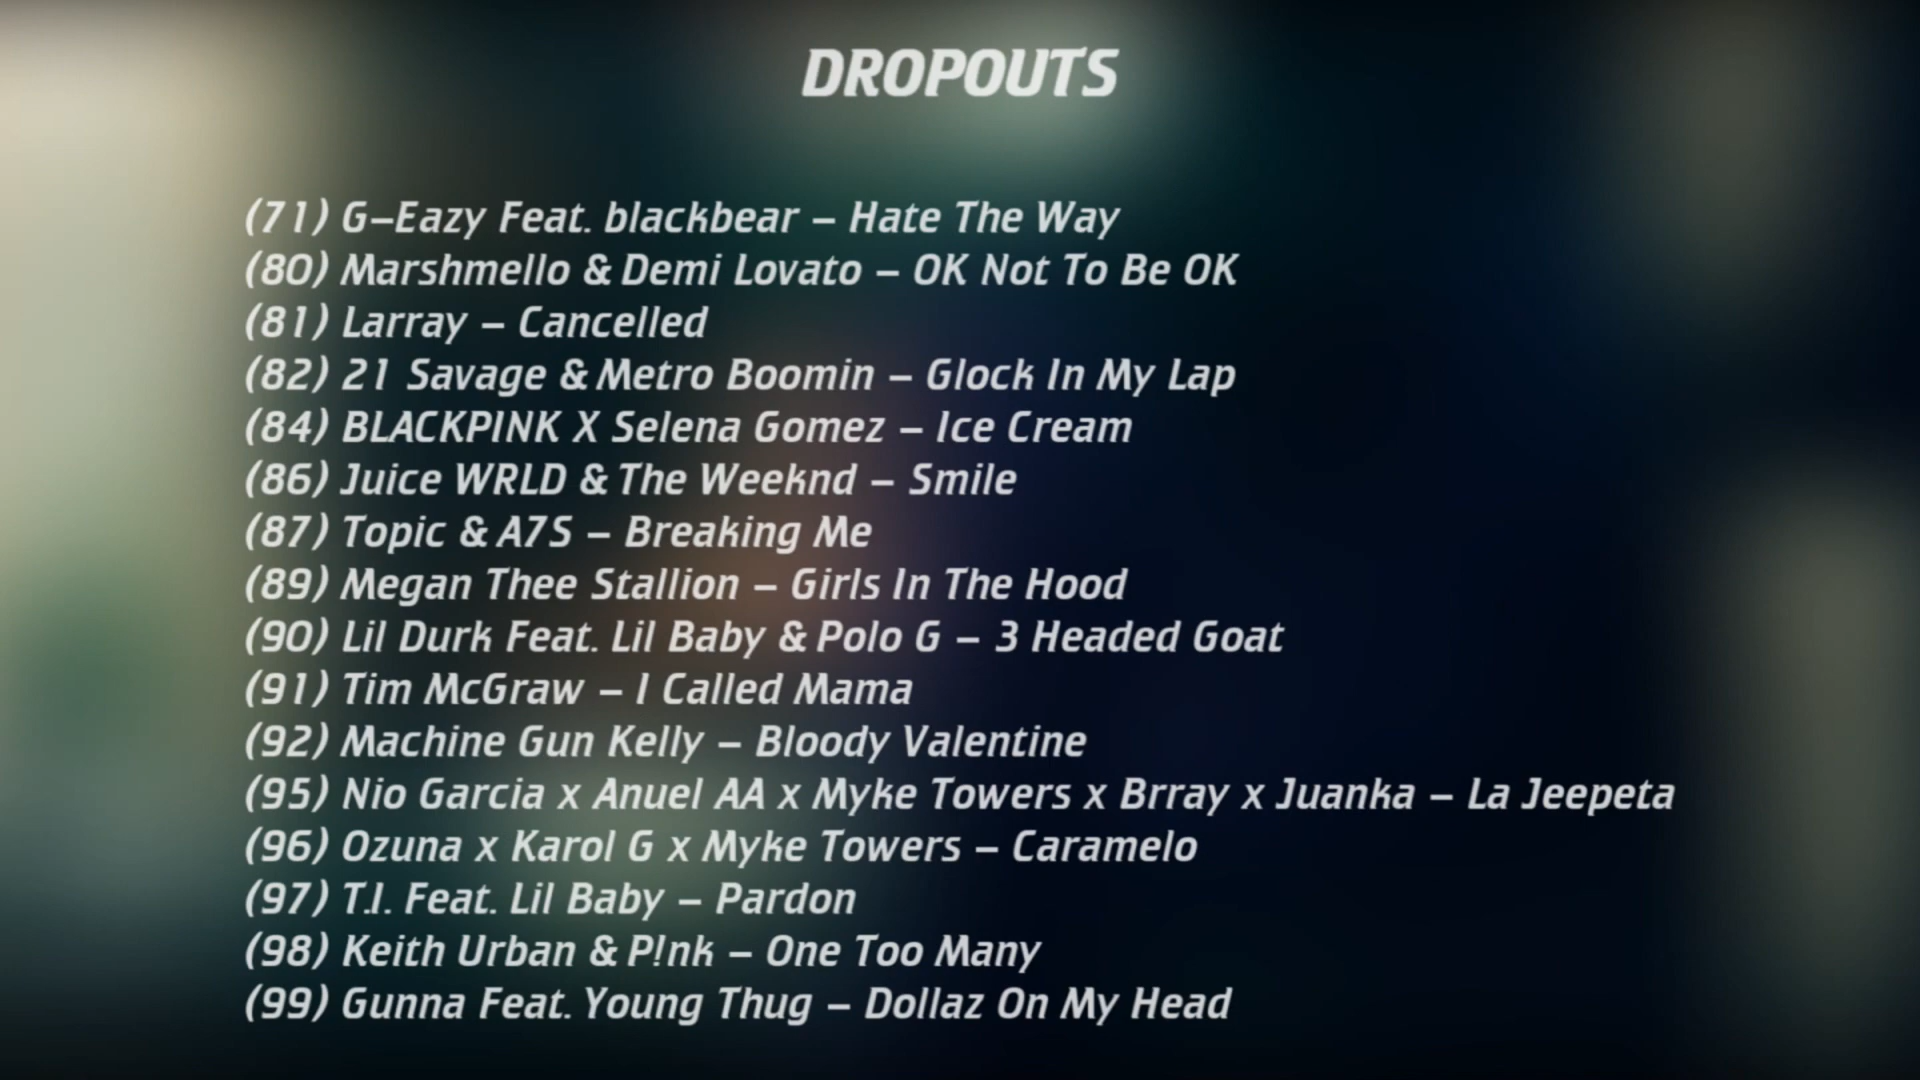 DROPOUTS
(71) G-Eazy Feat. blackbear - Hate The Way
(80) Marshmello & Demi Lovato - OK Not To Be OK
(81) Larray - Cancelled
(82) 21 Savage & Metro Boomin - Glock In My Lap
(84) BLACKPINK X Selena Gomez - Ice Cream
(86) Juice WRLD & The Weeknd - Smile
(87) Topic & A7S - Breaking Me
(89) Megan Thee Stallion - Girls In The Hood
(90) Lil Durk Feat. Lil Baby & Polo G - 3 Headed Goat
(91) Tim McGraw - I Called Mama
(92) Machine Gun Kelly - Bloody Valentine
(95) Nio Garcia x Anuel AA x Myke Towers x Brray x Juanka - La Jeepeta
(96) Ozuna x Karol G x Myke Towers - Caramelo
(97) T.I. Feat. Lil Baby - Pardon
(98) Keith Urban & P!nk - One Too Many
(99) Gunna Feat. Young Thug - Dollaz On My Head